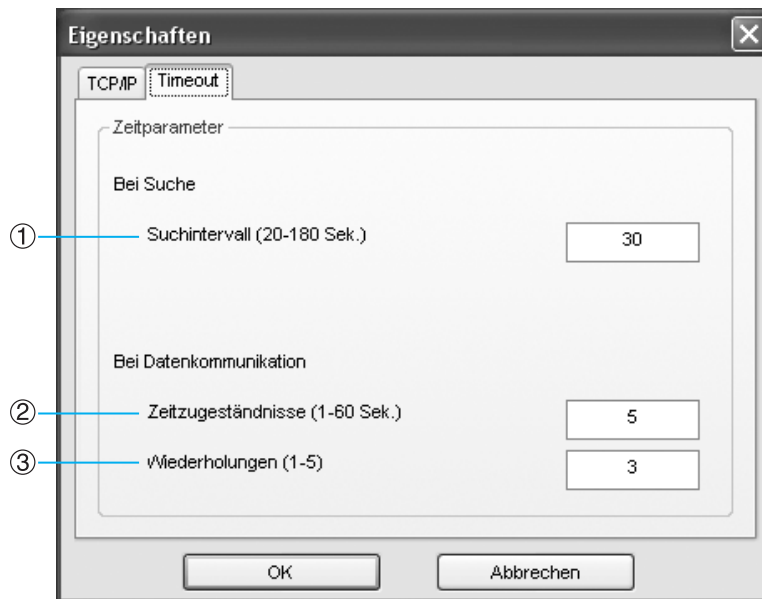 Eigenschaften
TCP/IP Timeout
Zeitparameter
Bei Suche
① Suchintervall (20-180 Sek.) 30
Bei Datenkommunikation
② Zeitzugeständnisse (1-60 Sek.) 5
③ Wiederholungen (1-5) 3
OK Abbrechen